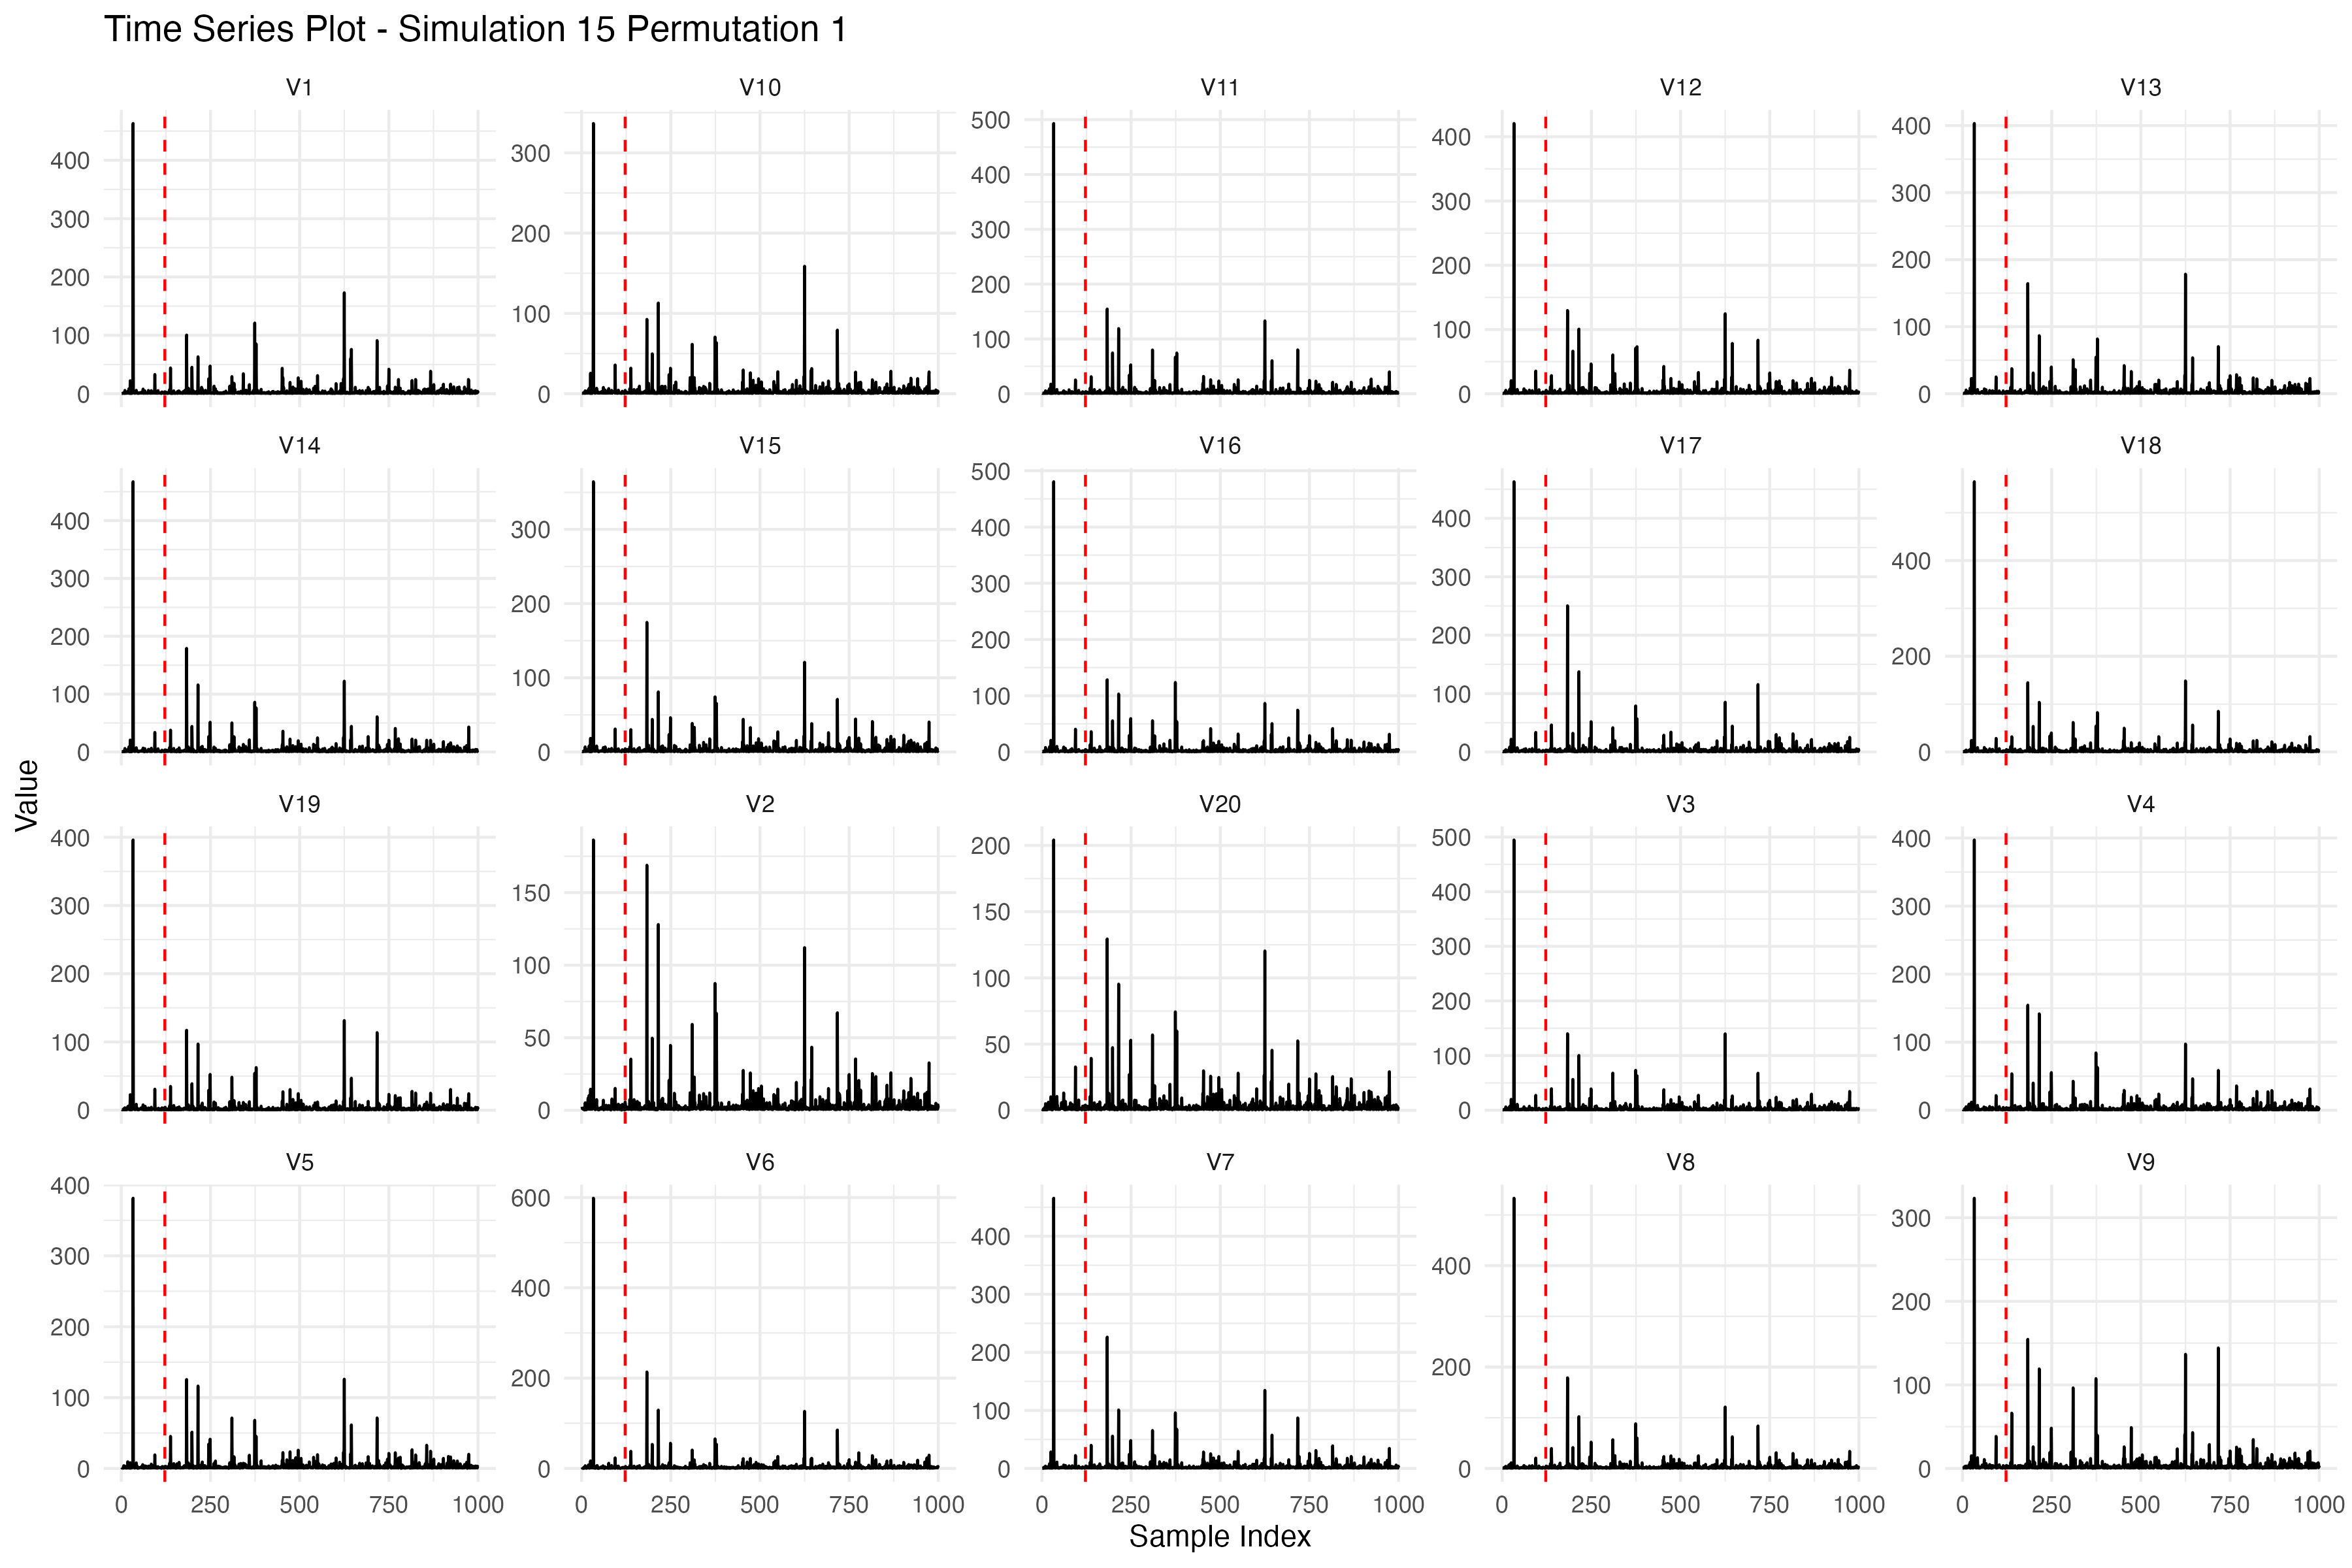 Time Series Plot - Simulation 15 Permutation 1
V1 V10 V11 V12 V13
400 300 200 100 0
300 200 100 0
500 400 300 200 100 0
400 300 200 100 0
400 300 200 100 0
V14 V15 V16 V17 V18
400 300 200 100 0
300 200 100 0
500 400 300 200 100 0
400 300 200 100 0
400 200 0
Value
V19 V2 V20 V3 V4
400 300 200 100 0
150 100 50 0
200 150 100 50 0
500 400 300 200 100 0
400 300 200 100 0
V5 V6 V7 V8 V9
400 300 200 100 0
600 400 200 0
400 300 200 100 0
400 200 0
300 200 100 0
0 250 500 750 1000 0 250 500 750 1000 0 250 500 750 1000 0 250 500 750 1000 0 250 500 750 1000
Sample Index